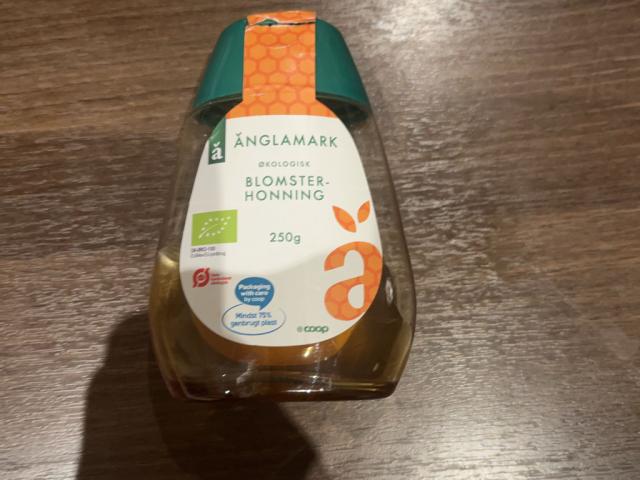 ä
ÄNGLAMARK
ØKOLOGISK
BLOMSTER-
HONNING
250g
Packaging
with care
by coop
Mindst 75%
genbrugt plast
ä
coop